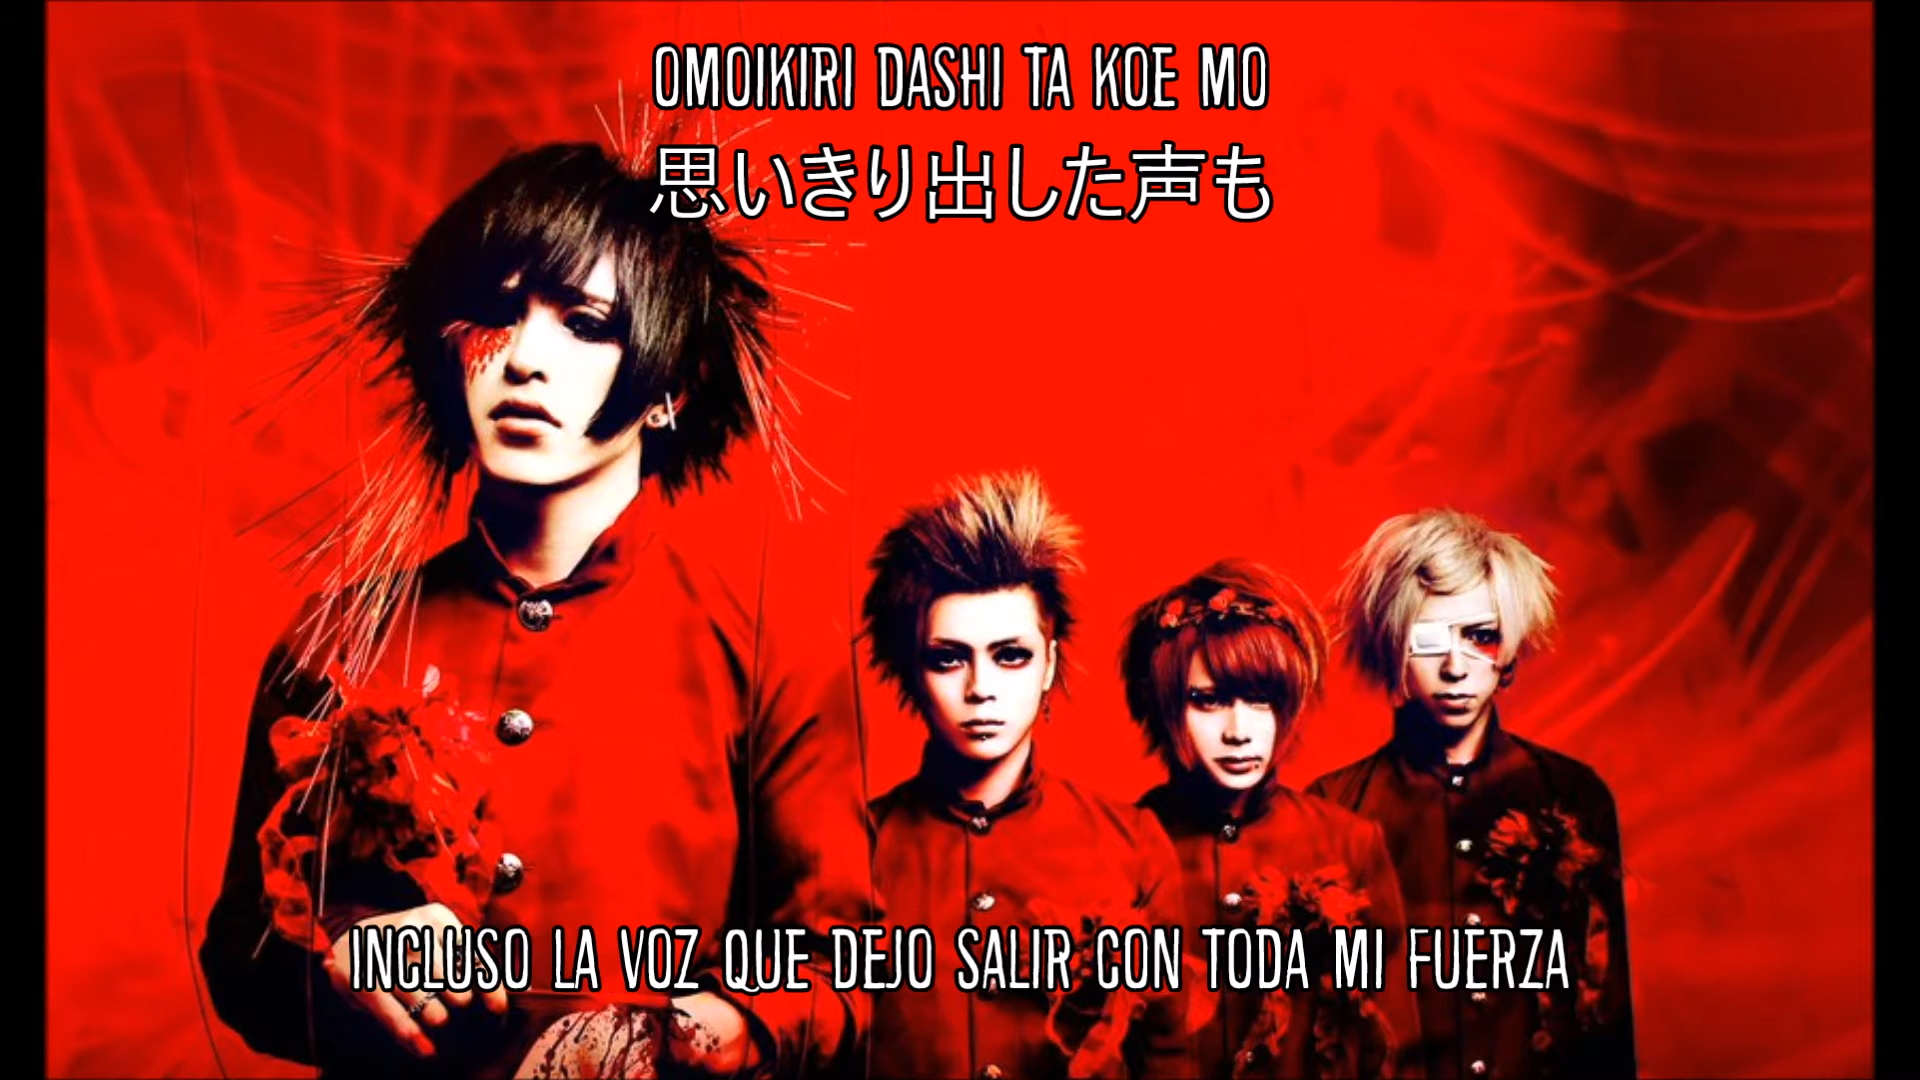 OMOIKIRI DASHI TA KOE MO
思いきり出した声も
INCLUSO LA VOZ QUE DEJO SALIR CON TODA MI FUERZA